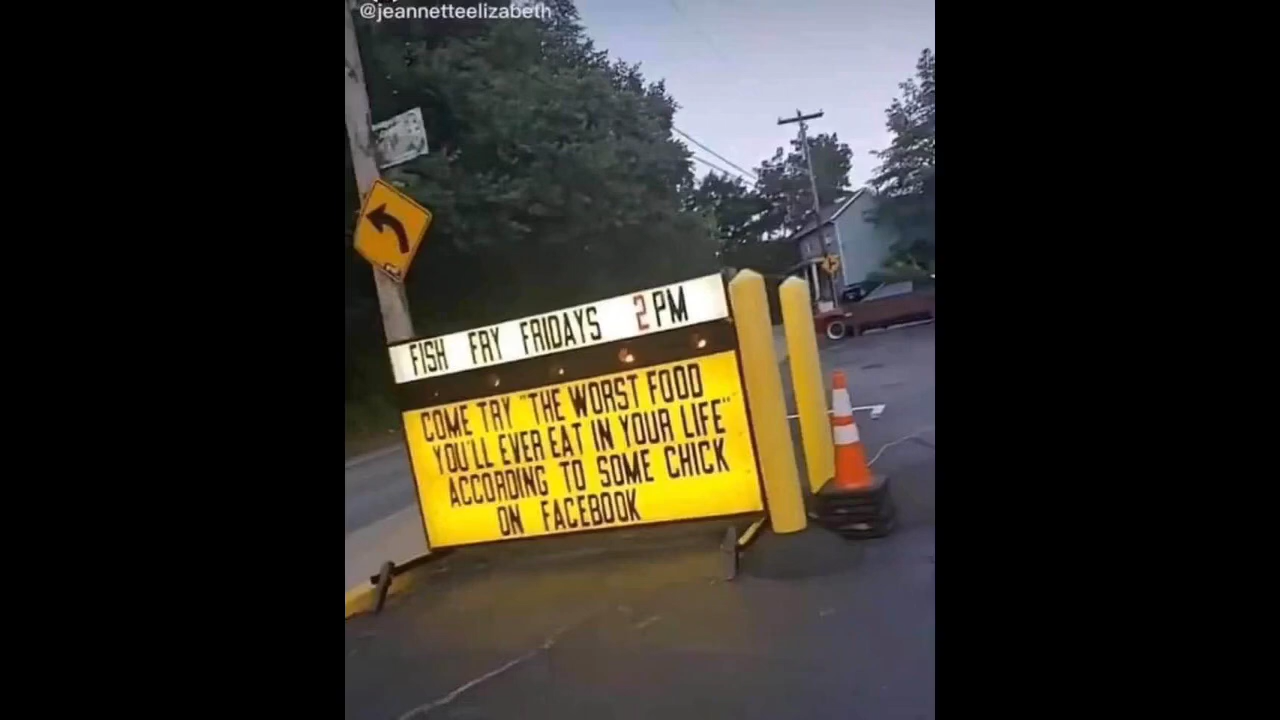 @jeannetteelizabeth
FISH FRY FRIDAYS 2PM
COME TRY "THE WORST FOOD
YOU'LL EVER EAT IN YOUR LIFE"
ACCORDING TO SOME CHICK
ON FACEBOOK